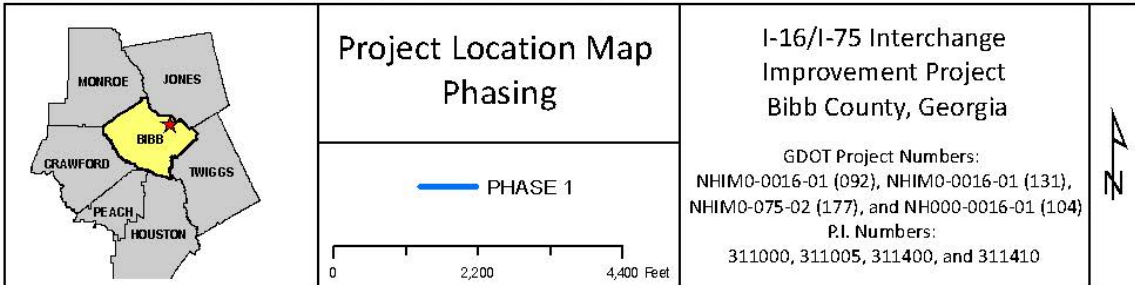 MONROE
JONES
BIBB
CRAWFORD
TWIGGS
PEACH
HOUSTON
Project Location Map
Phasing
PHASE 1
0 2,200 4,400 Feet
I-16/I-75 Interchange
Improvement Project
Bibb County, Georgia
GDOT Project Numbers:
NHIM0-0016-01 (092), NHIM0-0016-01 (131),
NHIM0-075-02 (177), and NH000-0016-01 (104)
P.I. Numbers:
311000, 311005, 311400, and 311410
N